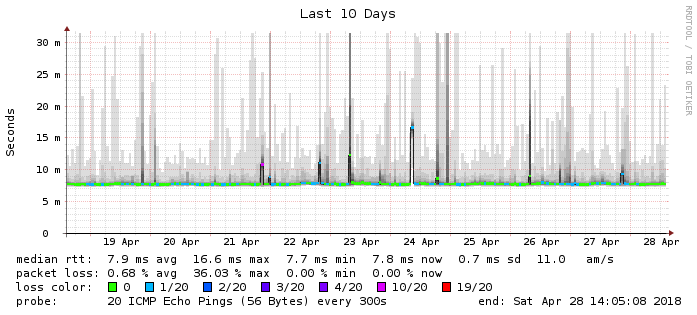 Last 10 Days
RRDTOOL / TOBI OETIKER
Seconds
30 m
25 m
20 m
15 m
10 m
5 m
0
19 Apr 20 Apr 21 Apr 22 Apr 23 Apr 24 Apr 25 Apr 26 Apr 27 Apr 28 Apr
median rtt: 7.9 ms avg 16.6 ms max 7.7 ms min 7.8 ms now 0.7 ms sd 11.0 am/s
packet loss: 0.68 % avg 36.03 % max 0.00 % min 0.00 % now
loss color: 0 1/20 2/20 3/20 4/20 10/20 19/20
probe: 20 ICMP Echo Pings (56 Bytes) every 300s end: Sat Apr 28 14:05:08 2018